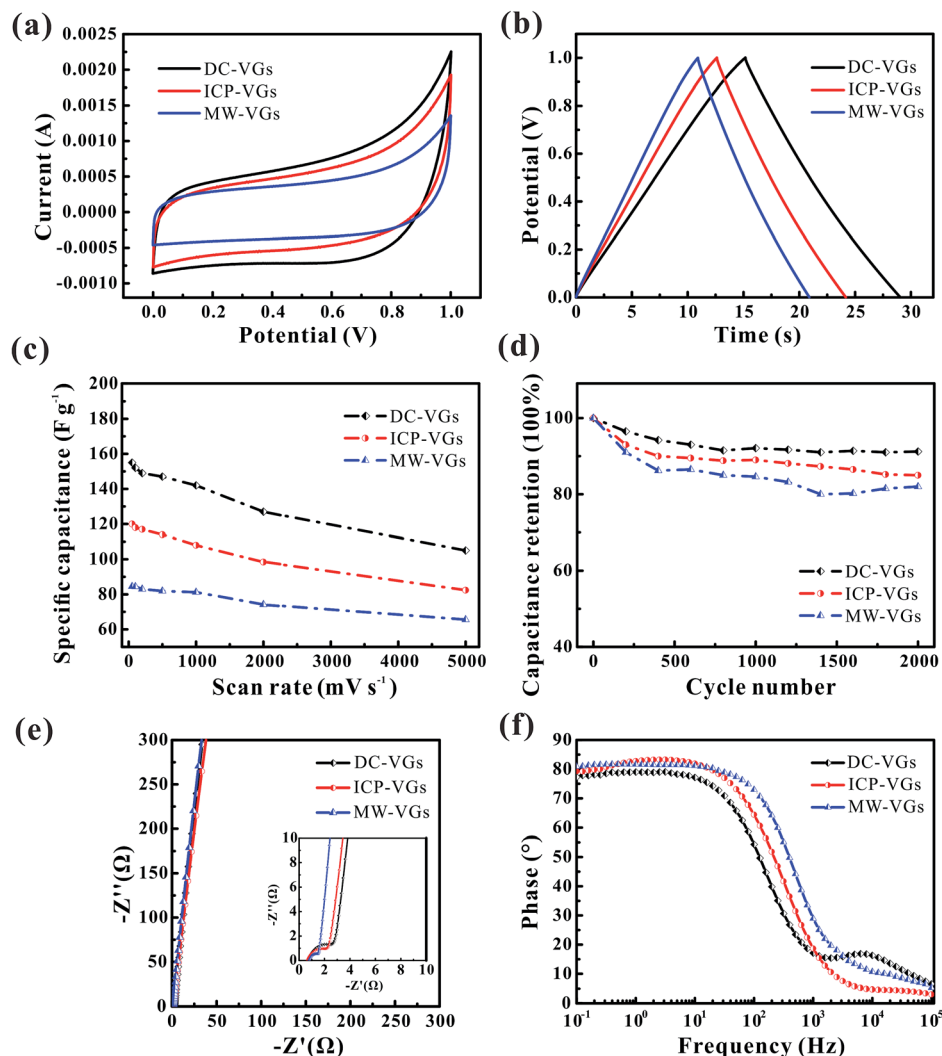 (a)
0.0025
0.0020
0.0015
0.0010
0.0005
0.0000
-0.0005
-0.0010
Current (A)
DC-VGs
ICP-VGs
MW-VGs
0.0 0.2 0.4 0.6 0.8 1.0
Potential (V)
(b)
1.0
0.8
0.6
0.4
0.2
0.0
Potential (V)
DC-VGs
ICP-VGs
MW-VGs
0 5 10 15 20 25 30
Time (s)
(c)
200
180
160
140
120
100
80
60
Specific capacitance (F g⁻¹)
DC-VGs
ICP-VGs
MW-VGs
0 1000 2000 3000 4000 5000
Scan rate (mV s⁻¹)
(d)
100
80
60
40
Capacitance retention (100%)
DC-VGs
ICP-VGs
MW-VGs
0 500 1000 1500 2000
Cycle number
(e)
300
250
200
150
100
50
0
-Z''(Ω)
DC-VGs
ICP-VGs
MW-VGs
10
8
6
4
2
0
-Z''(Ω)
0 2 4 6 8 10
-Z'(Ω)
0 50 100 150 200 250 300
-Z'(Ω)
(f)
90
80
70
60
50
40
30
20
10
0
Phase (°)
DC-VGs
ICP-VGs
MW-VGs
10⁻¹ 10⁰ 10¹ 10² 10³ 10⁴ 10⁵
Frequency (Hz)